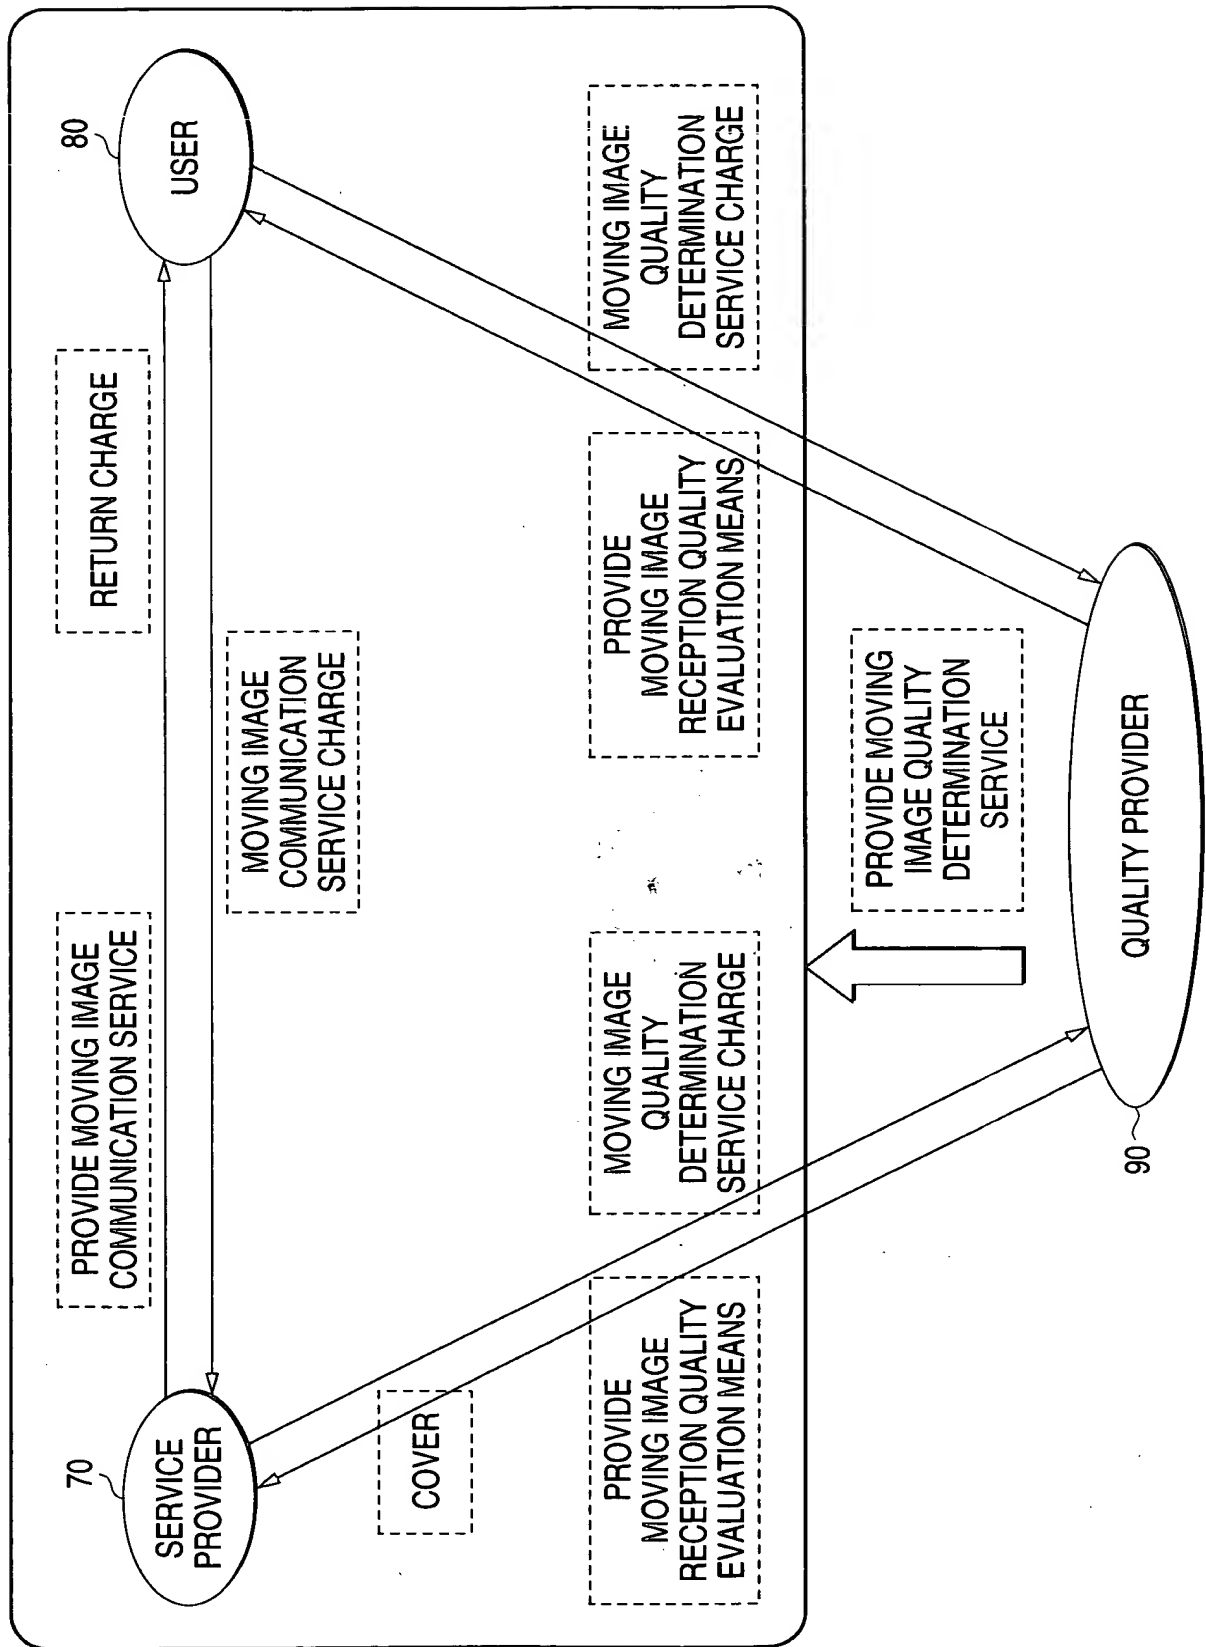 70
SERVICE
PROVIDER
PROVIDE MOVING IMAGE
COMMUNICATION SERVICE
RETURN CHARGE
80
USER
MOVING IMAGE
COMMUNICATION
SERVICE CHARGE
COVER
PROVIDE
MOVING IMAGE
RECEPTION QUALITY
EVALUATION MEANS
MOVING IMAGE
QUALITY
DETERMINATION
SERVICE CHARGE
PROVIDE
MOVING IMAGE
RECEPTION QUALITY
EVALUATION MEANS
MOVING IMAGE
QUALITY
DETERMINATION
SERVICE CHARGE
PROVIDE MOVING
IMAGE QUALITY
DETERMINATION
SERVICE
90
QUALITY PROVIDER